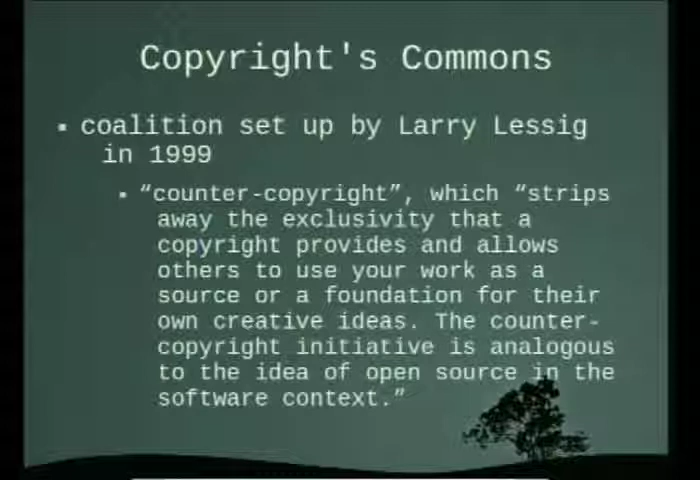 Copyright's Commons
▪ coalition set up by Larry Lessig
in 1999
▪ “counter-copyright”, which “strips
away the exclusivity that a
copyright provides and allows
others to use your work as a
source or a foundation for their
own creative ideas. The counter-
copyright initiative is analogous
to the idea of open source in the
software context.”